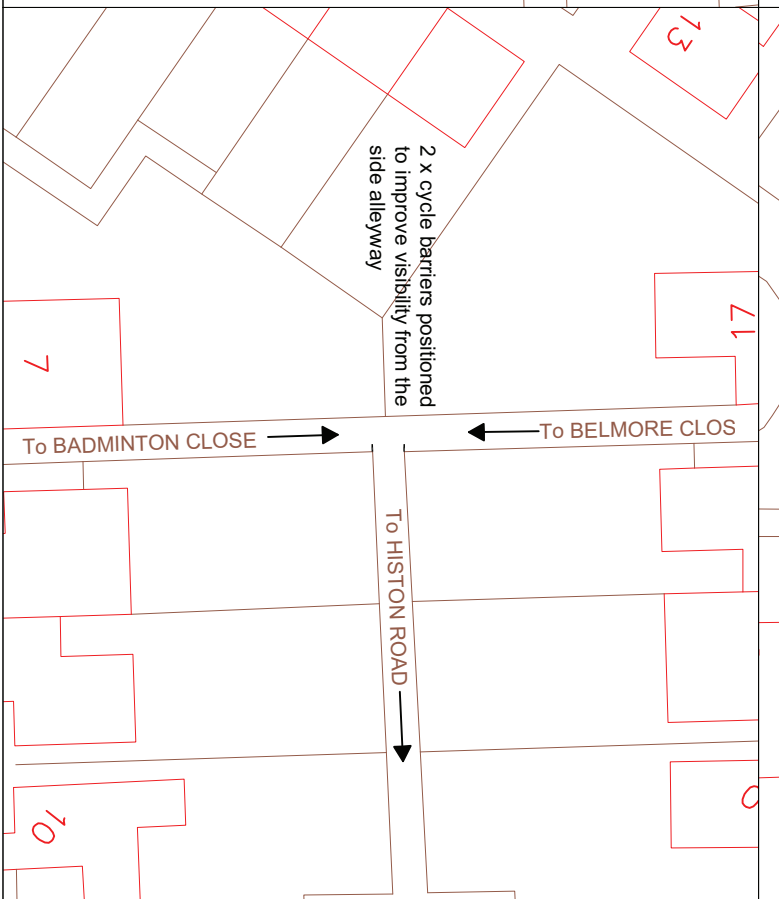 13
2 x cycle barriers positioned
to improve visibility from the
side alleyway
17
7
To BADMINTON CLOSE
To BELMORE CLOS
To HISTON ROAD
10